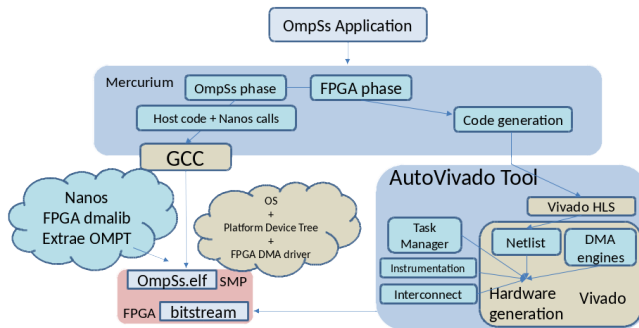 OmpSs Application
Mercurium
OmpSs phase
FPGA phase
Host code + Nanos calls
Code generation
GCC
AutoVivado Tool
Nanos
FPGA dmalib
Extrae OMPT
OS
+
Platform Device Tree
+
FPGA DMA driver
Vivado HLS
Task
Manager
Netlist
DMA
engines
Instrumentation
Interconnect
Hardware
generation
Vivado
OmpSs.elf
SMP
FPGA
bitstream